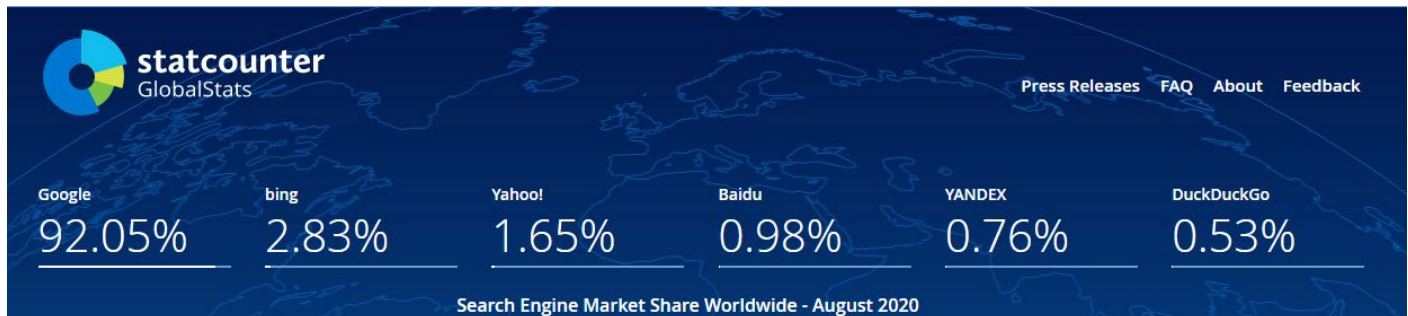 statcounter
GlobalStats
Press Releases FAQ About Feedback
Google bing Yahoo! Baidu YANDEX DuckDuckGo
92.05% 2.83% 1.65% 0.98% 0.76% 0.53%
Search Engine Market Share Worldwide - August 2020